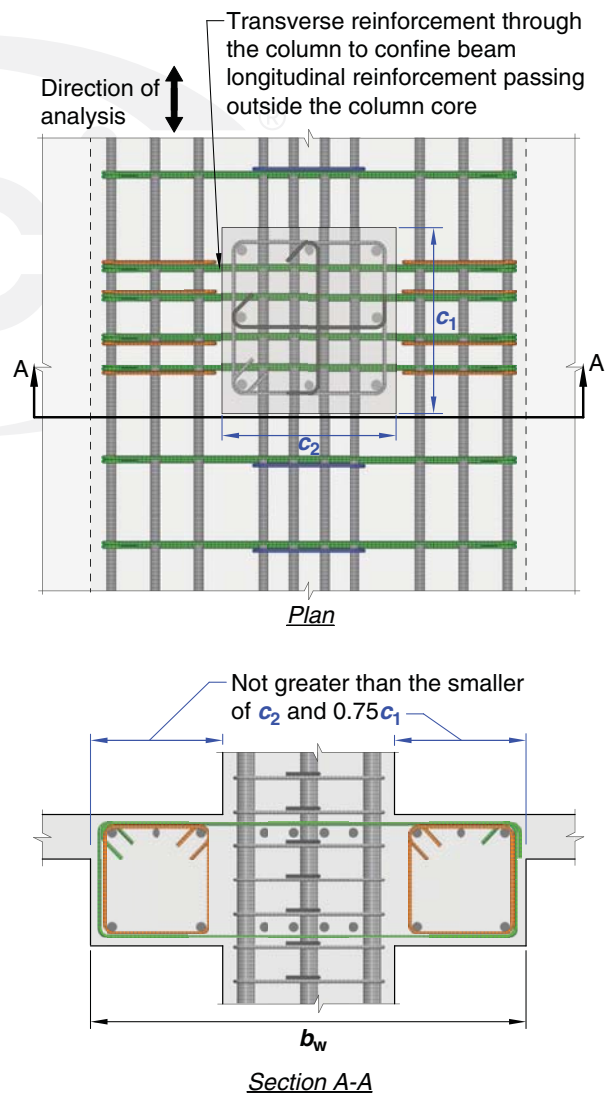 Transverse reinforcement through
the column to confine beam
longitudinal reinforcement passing
outside the column core
Direction of
analysis
®
A
A
c1
c2
Plan
Not greater than the smaller
of c2 and 0.75c1
bw
Section A-A